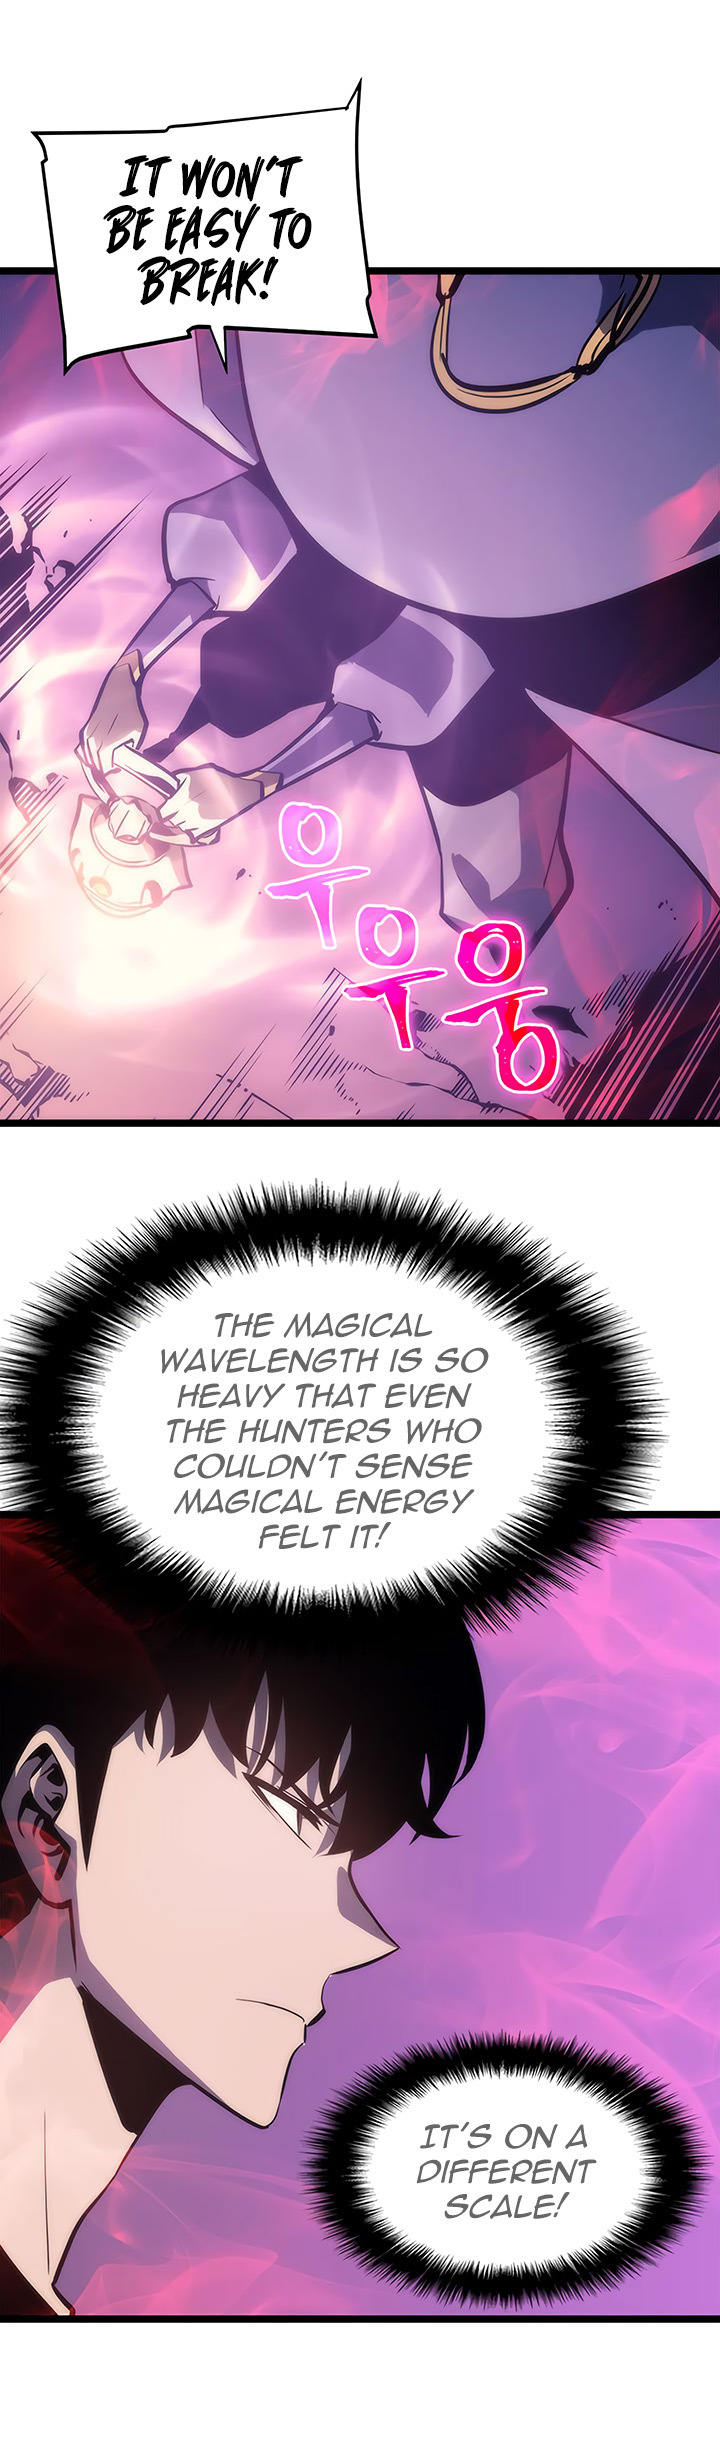 IT WON'T
BE EASY TO
BREAK!
우
우웅
THE MAGICAL
WAVELENGTH IS SO
HEAVY THAT EVEN
THE HUNTERS WHO
COULDN'T SENSE
MAGICAL ENERGY
FELT IT!
IT'S ON A
DIFFERENT
SCALE!